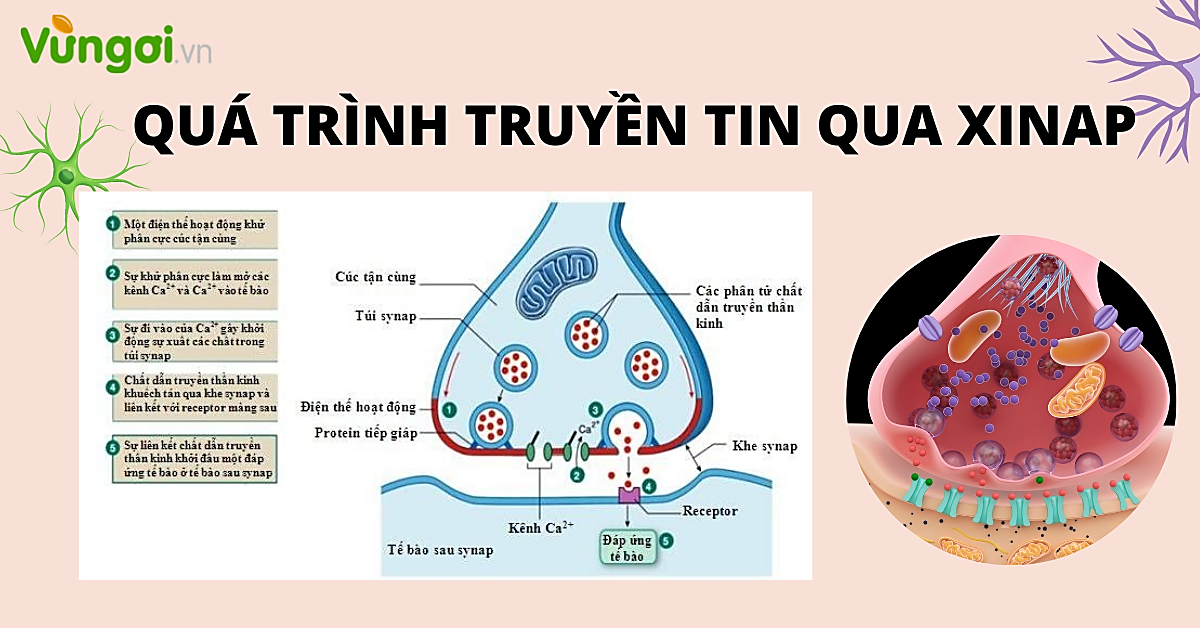 Vừngơi.vn
QUÁ TRÌNH TRUYỀN TIN QUA XINAP
1 Một điện thế hoạt động khử
phân cực cúc tận cùng
2 Sự khử phân cực làm mở các
kênh Ca²⁺ và Ca²⁺ vào tế bào
3 Sự đi vào của Ca²⁺ gây khởi
động sự xuất các chất trong
túi synap
4 Chất dẫn truyền thần kinh
khuếch tán qua khe synap và
liên kết với receptor màng sau
5 Sự liên kết chất dẫn truyền
thần kinh khởi đầu một đáp
ứng tế bào ở tế bào sau synap
Cúc tận cùng
Túi synap
Các phân tử chất
dẫn truyền thần
kinh
Điện thế hoạt động
1
3
Ca²⁺
Protein tiếp giáp
Khe synap
2
4
Receptor
Kênh Ca²⁺
Tế bào sau synap
Đáp ứng
tế bào
5